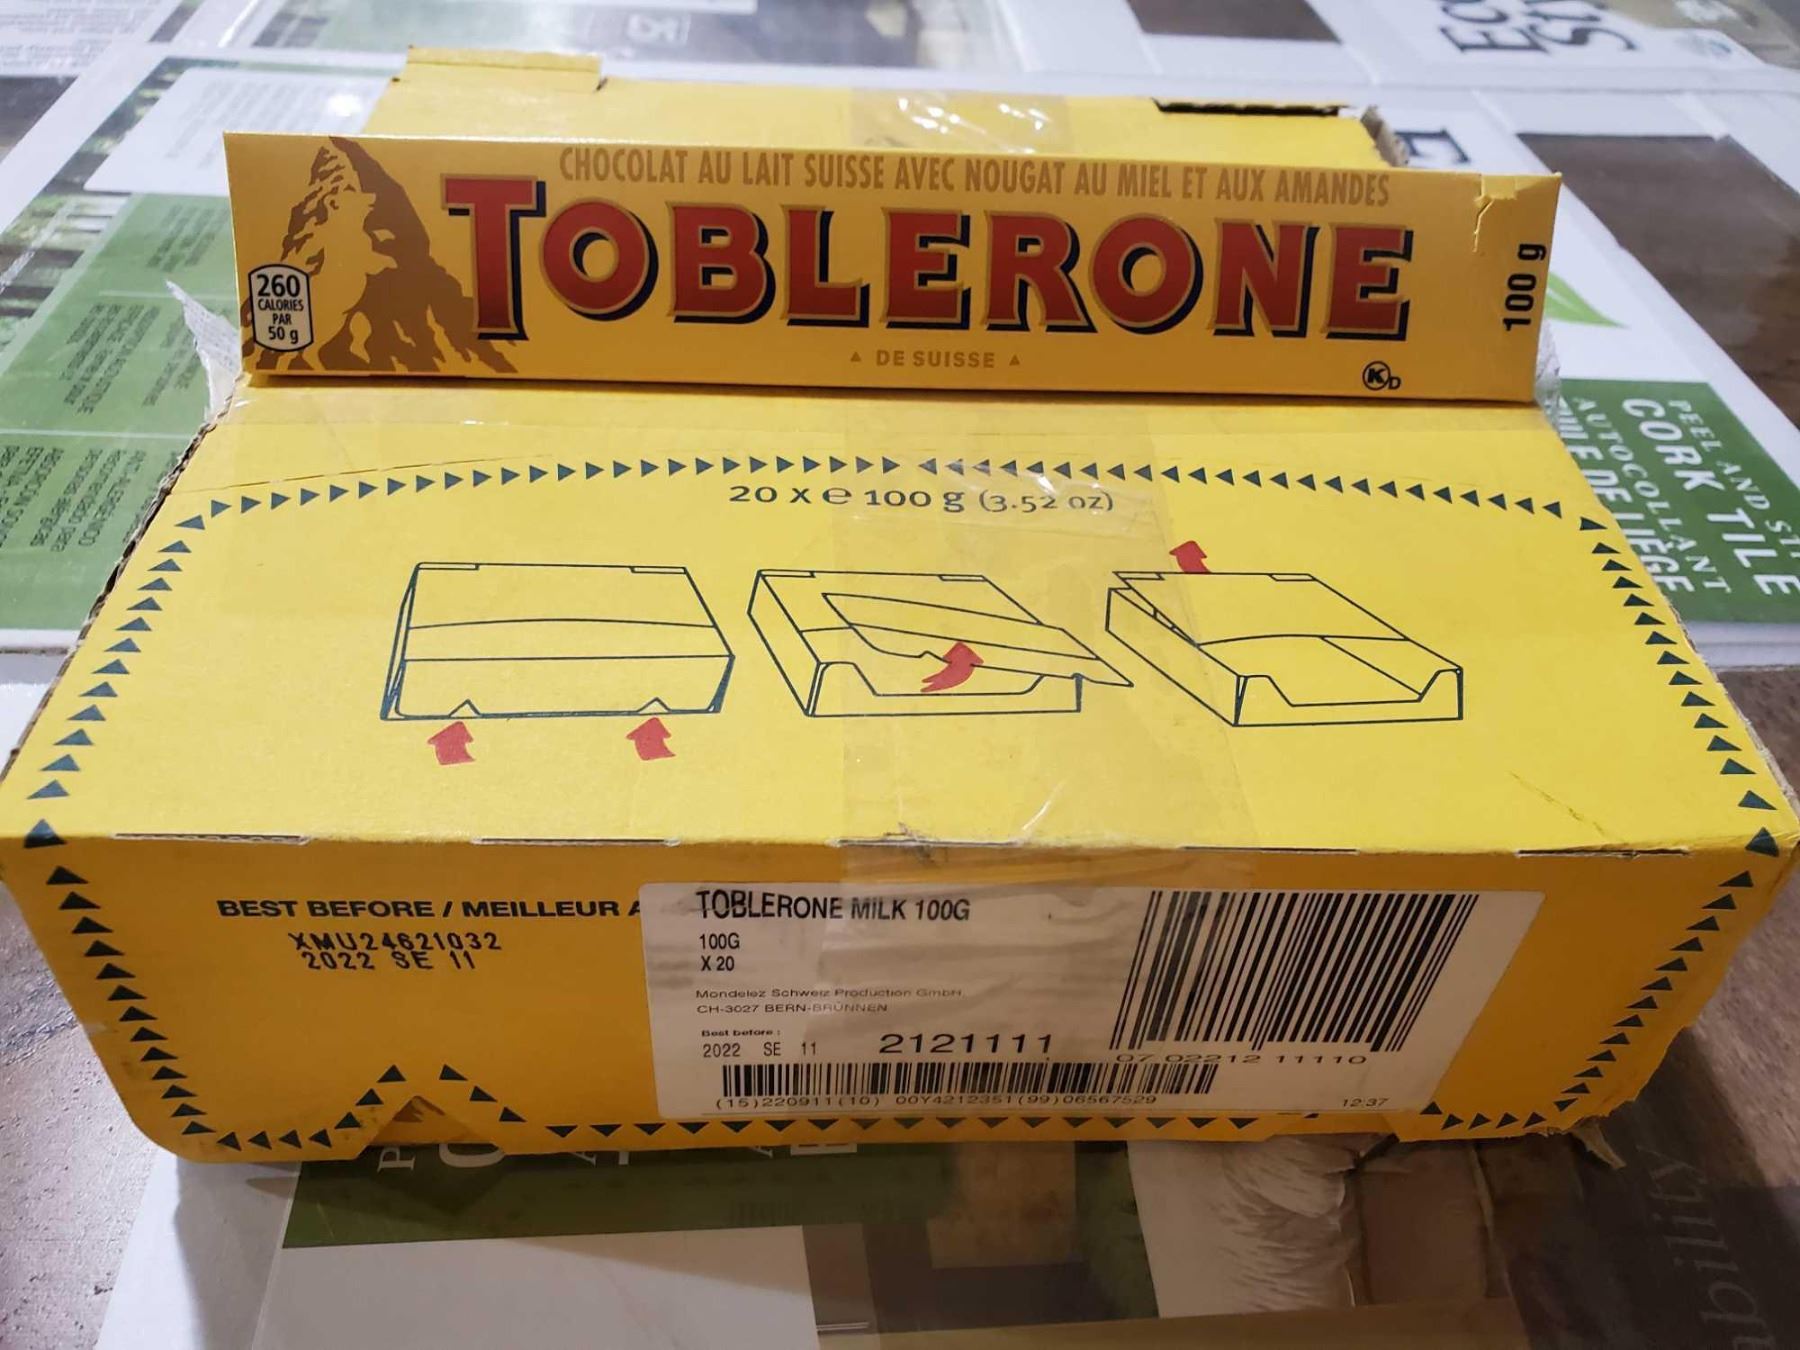 CHOCOLAT AU LAIT SUISSE AVEC NOUGAT AU MIEL ET AUX AMANDES
TOBLERONE
DE SUISSE
260
CALORIES
PAR
50 g
100 g
K D
20 x e 100 g (3.52 oz)
BEST BEFORE / MEILLEUR A
XMU24621032
2022 SE 11
TOBLERONE MILK 100G
100G
X 20
Mondelez Schweiz Production GmbH
CH-3027 BERN-BRÜNNEN
Best before :
2022 SE 11
2121111
07 02212 11110
(15)220911(10) 00Y4212351(99)06567529
12:37
PEEL AND
CORK TILE
AUTOCOLLANT
DE LIÈGE